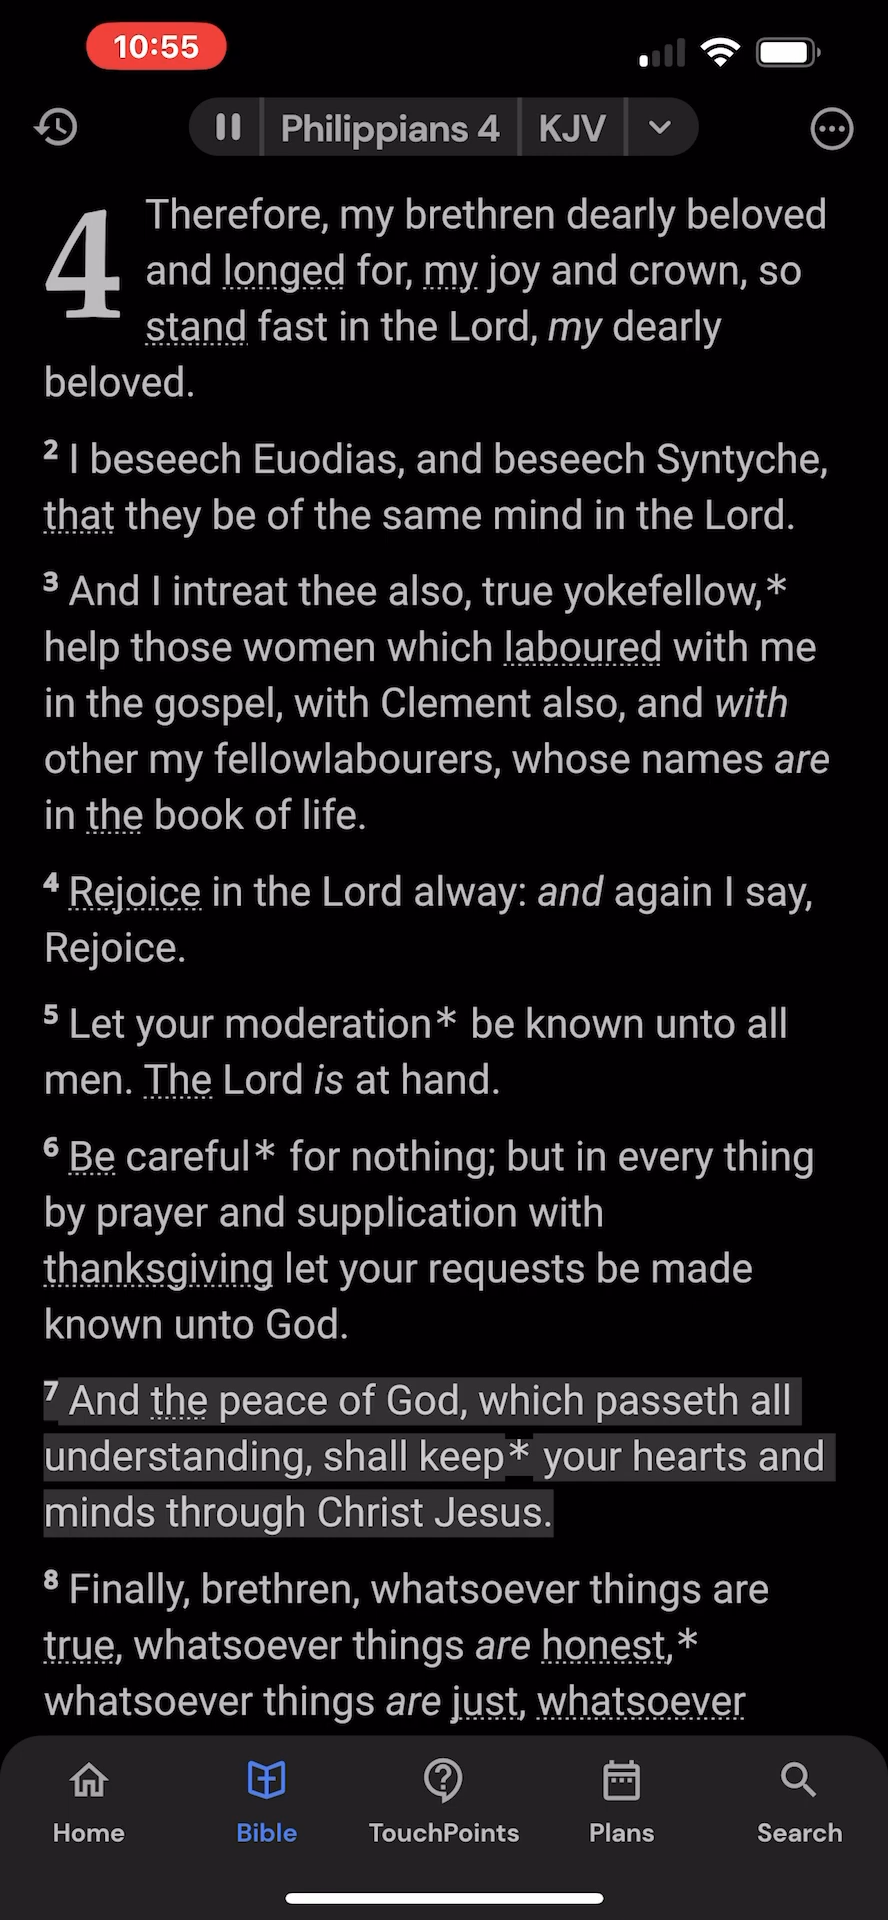 10:55
Philippians 4 KJV
4 Therefore, my brethren dearly beloved
and longed for, my joy and crown, so
stand fast in the Lord, my dearly
beloved.
2 I beseech Euodias, and beseech Syntyche,
that they be of the same mind in the Lord.
3 And I intreat thee also, true yokefellow,*
help those women which laboured with me
in the gospel, with Clement also, and with
other my fellowlabourers, whose names are
in the book of life.
4 Rejoice in the Lord alway: and again I say,
Rejoice.
5 Let your moderation* be known unto all
men. The Lord is at hand.
6 Be careful* for nothing; but in every thing
by prayer and supplication with
thanksgiving let your requests be made
known unto God.
7 And the peace of God, which passeth all
understanding, shall keep* your hearts and
minds through Christ Jesus.
8 Finally, brethren, whatsoever things are
true, whatsoever things are honest,*
whatsoever things are just, whatsoever
Home Bible TouchPoints Plans Search